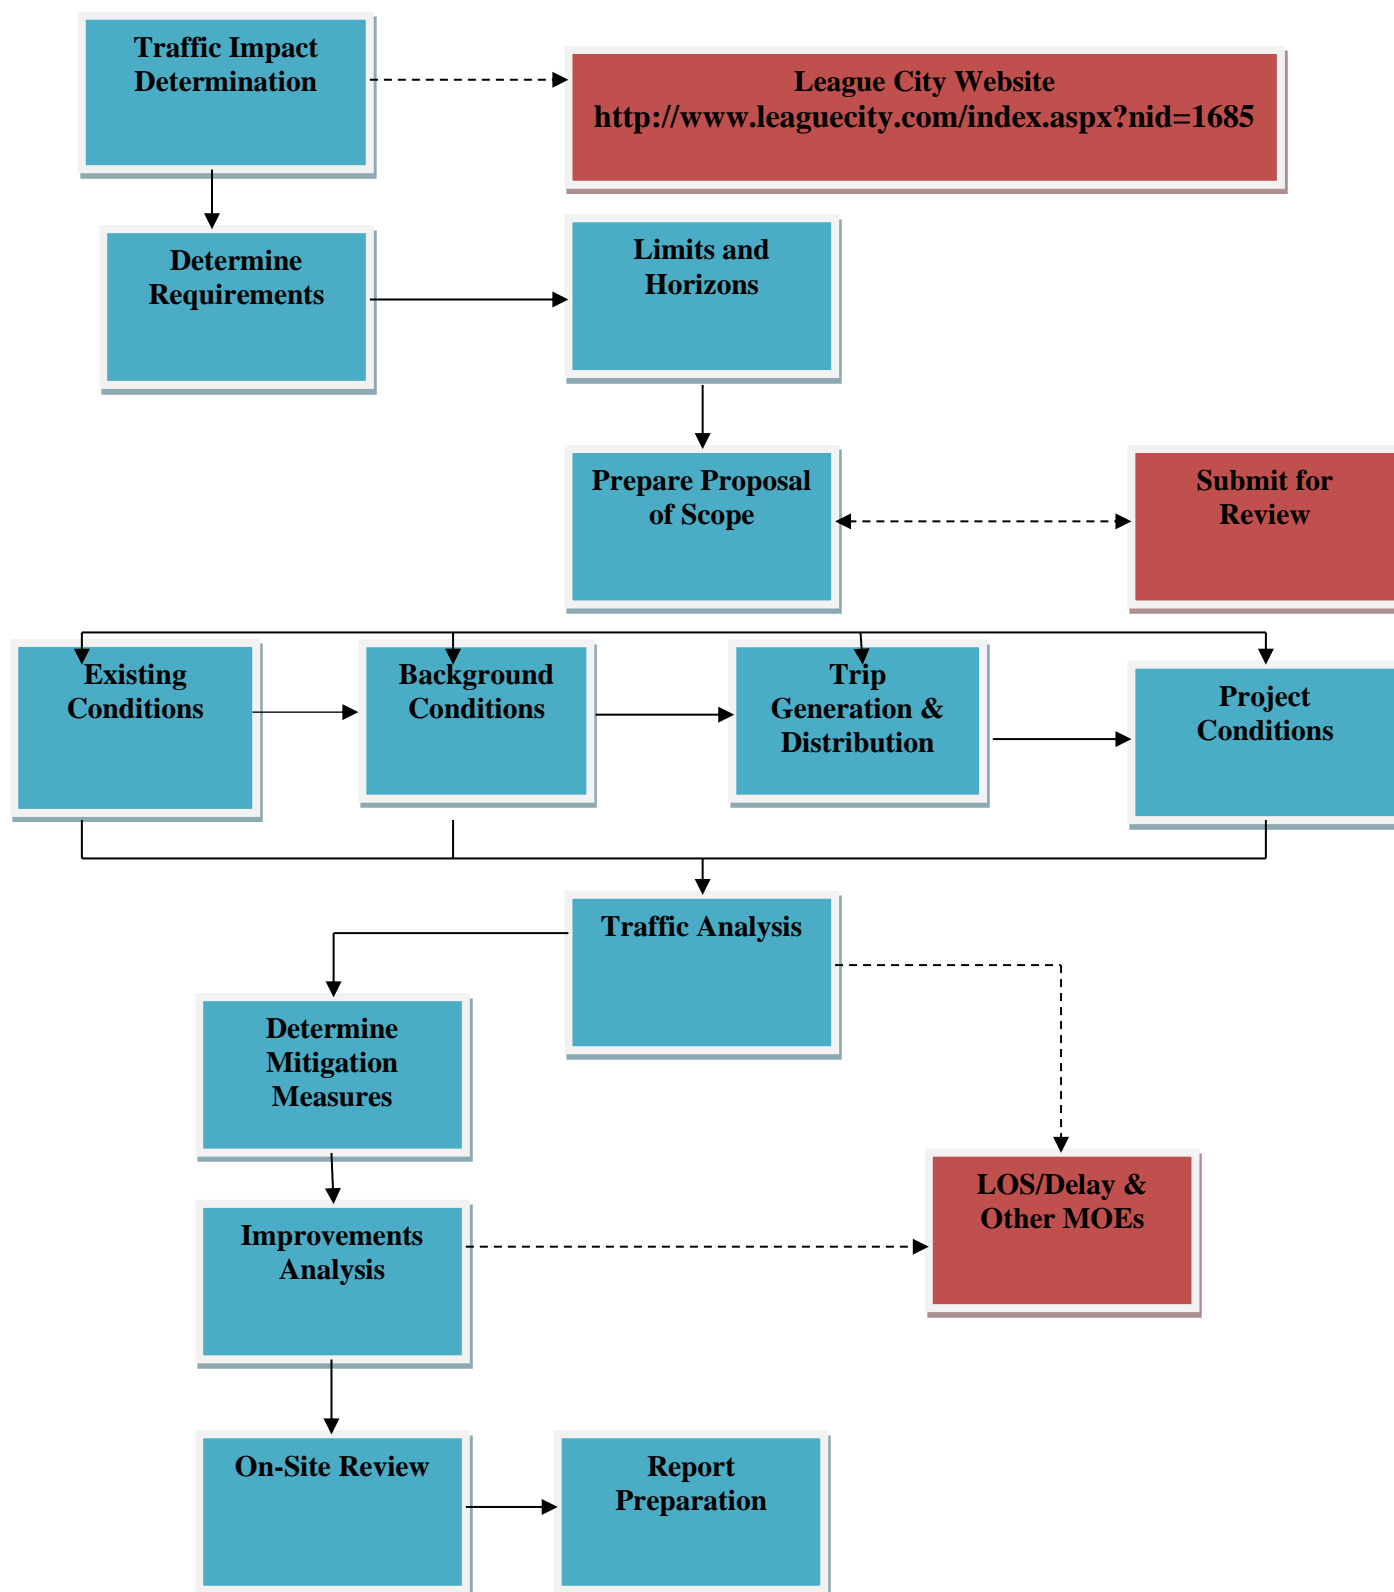 Traffic Impact
Determination
League City Website
http://www.leaguecity.com/index.aspx?nid=1685
Determine
Requirements
Limits and
Horizons
Prepare Proposal
of Scope
Submit for
Review
Existing
Conditions
Background
Conditions
Trip
Generation &
Distribution
Project
Conditions
Traffic Analysis
Determine
Mitigation
Measures
LOS/Delay &
Other MOEs
Improvements
Analysis
On-Site Review
Report
Preparation